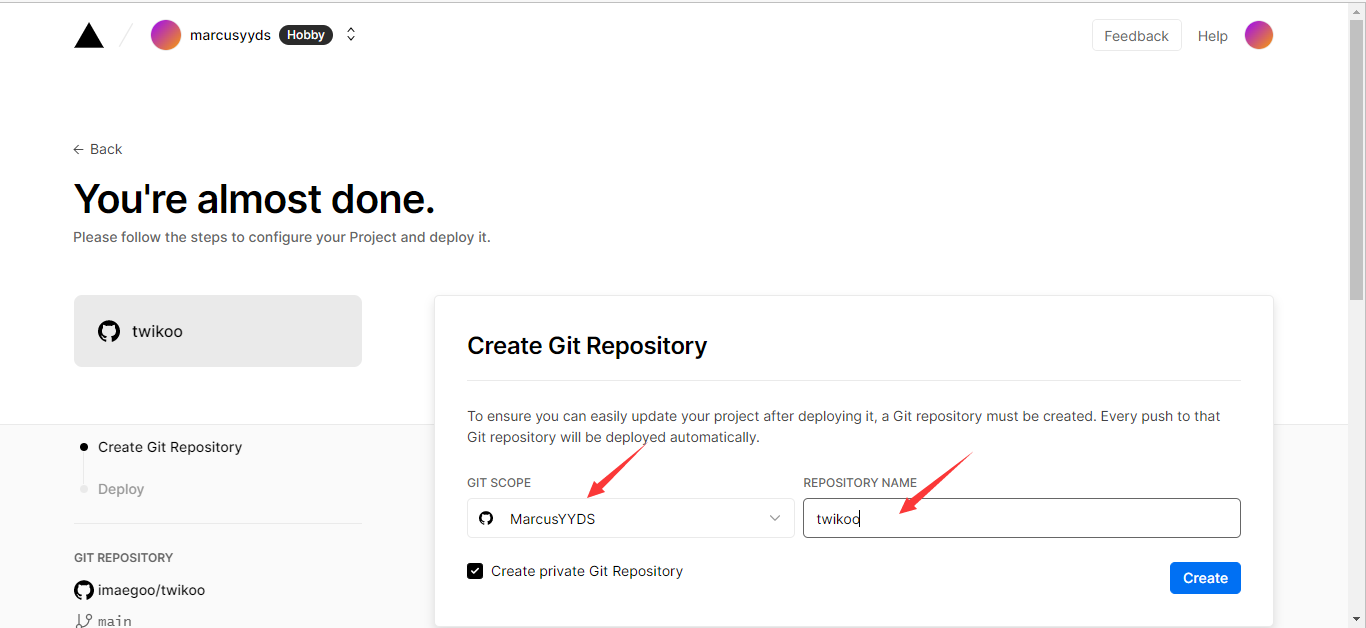 marcusyyds Hobby
Feedback Help
← Back
You're almost done.
Please follow the steps to configure your Project and deploy it.
twikoo
Create Git Repository
Deploy
GIT REPOSITORY
imaegoo/twikoo
main
Create Git Repository
To ensure you can easily update your project after deploying it, a Git repository must be created. Every push to that
Git repository will be deployed automatically.
GIT SCOPE
MarcusYYDS
REPOSITORY NAME
twikoo
Create private Git Repository
Create